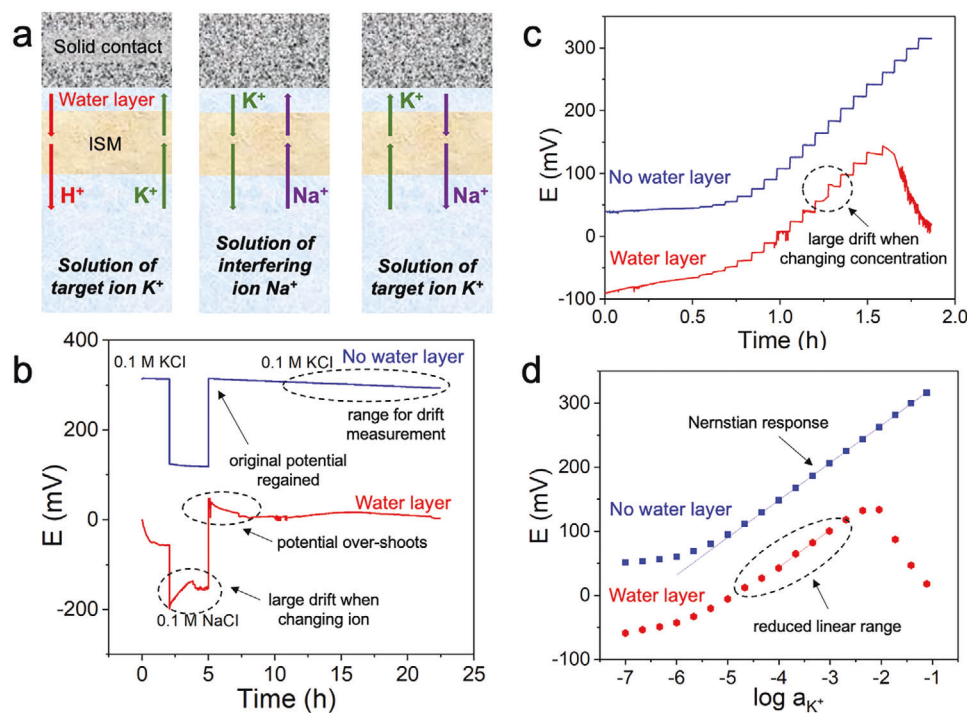 a
Solid contact
Water layer
K⁺
K⁺
ISM
H⁺
K⁺
Na⁺
Na⁺
Solution of
target ion K⁺
Solution of
interfering
ion Na⁺
Solution of
target ion K⁺
b
400
200
0
-200
E (mV)
0.1 M KCl
0.1 M KCl
No water layer
range for drift
measurement
original potential
regained
Water layer
potential over-shoots
large drift when
changing ion
0.1 M NaCl
0 5 10 15 20 25
Time (h)
c
300
200
100
0
-100
E (mV)
No water layer
Water layer
large drift when
changing concentration
0.0 0.5 1.0 1.5 2.0
Time (h)
d
300
200
100
0
-100
E (mV)
Nernstian response
No water layer
Water layer
reduced linear range
-7 -6 -5 -4 -3 -2 -1
log aK⁺